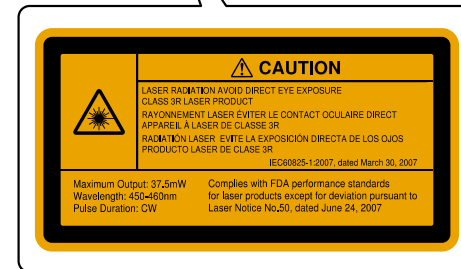 CAUTION
LASER RADIATION AVOID DIRECT EYE EXPOSURE
CLASS 3R LASER PRODUCT
RAYONNEMENT LASER ÉVITER LE CONTACT OCULAIRE DIRECT
APPAREIL À LASER DE CLASSE 3R
RADIATIÓN LASER EVITE LA EXPOSICIÓN DIRECTA DE LOS OJOS
PRODUCTO LASER DE CLASE 3R
IEC60825-1:2007, dated March 30, 2007
Maximum Output: 37.5mW
Wavelength: 450-460nm
Pulse Duration: CW
Complies with FDA performance standards
for laser products except for deviation pursuant to
Laser Notice No.50, dated June 24, 2007